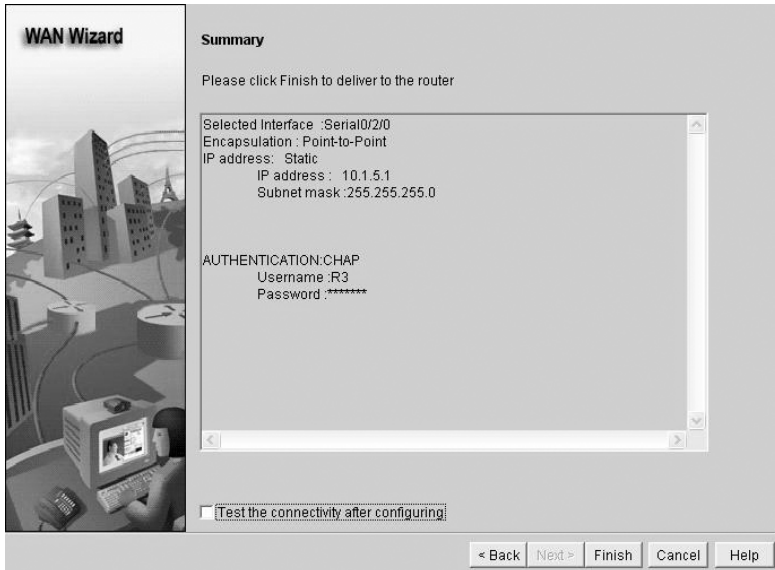 WAN Wizard
Summary
Please click Finish to deliver to the router
Selected Interface :Serial0/2/0
Encapsulation : Point-to-Point
IP address: Static
IP address : 10.1.5.1
Subnet mask :255.255.255.0
AUTHENTICATION:CHAP
Username :R3
Password :*******
Test the connectivity after configuring
< Back Next > Finish Cancel Help